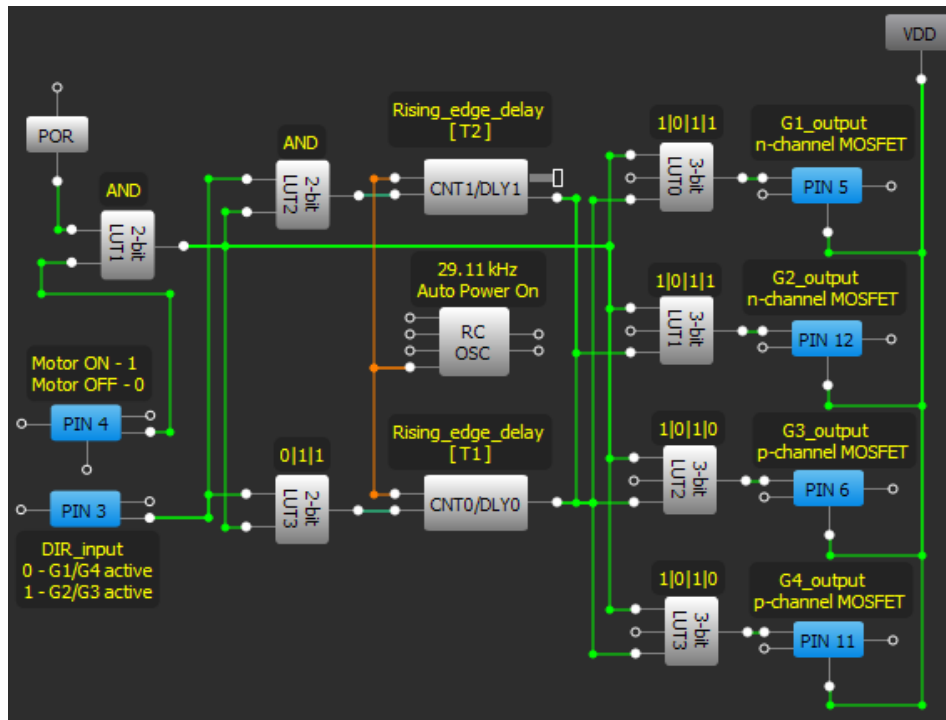 VDD
Rising_edge_delay
[ T2 ]
1|0|1|1
G1_output
n-channel MOSFET
POR
AND
CNT1/DLY1
3-bit
LUT0
PIN 5
AND
2-bit
LUT2
2-bit
LUT1
29.11 kHz
Auto Power On
1|0|1|1
G2_output
n-channel MOSFET
RC
OSC
3-bit
LUT1
PIN 12
Motor ON - 1
Motor OFF - 0
PIN 4
0|1|1
Rising_edge_delay
[ T1 ]
1|0|1|0
G3_output
p-channel MOSFET
PIN 3
2-bit
LUT3
CNT0/DLY0
3-bit
LUT2
PIN 6
DIR_input
0 - G1/G4 active
1 - G2/G3 active
1|0|1|0
G4_output
p-channel MOSFET
3-bit
LUT3
PIN 11